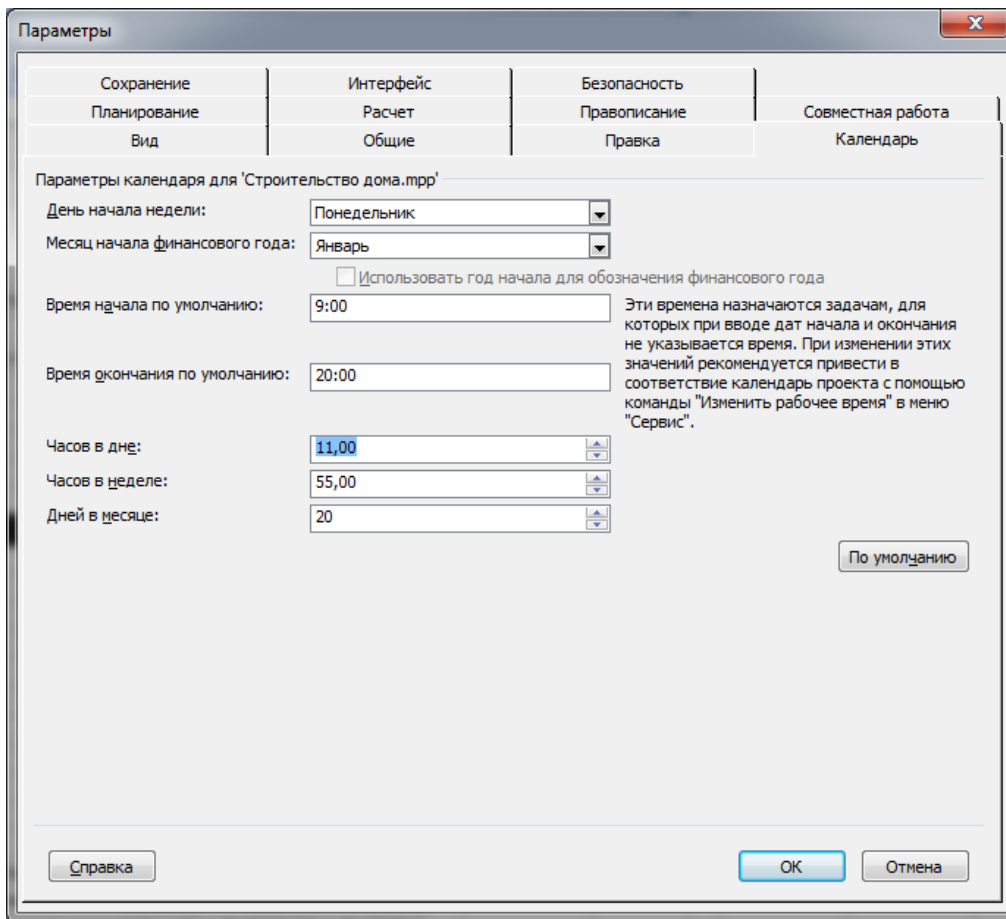 Параметры
Сохранение Интерфейс Безопасность
Планирование Расчет Правописание Совместная работа
Вид Общие Правка Календарь
Параметры календаря для 'Строительство дома.mpp'
День начала недели: Понедельник
Месяц начала финансового года: Январь
Использовать год начала для обозначения финансового года
Время начала по умолчанию: 9:00
Эти времена назначаются задачам, для
которых при вводе дат начала и окончания
не указывается время. При изменении этих
значений рекомендуется привести в
соответствие календарь проекта с помощью
команды "Изменить рабочее время" в меню
"Сервис".
Время окончания по умолчанию: 20:00
Часов в дне: 11,00
Часов в неделе: 55,00
Дней в месяце: 20
По умолчанию
Справка ОК Отмена